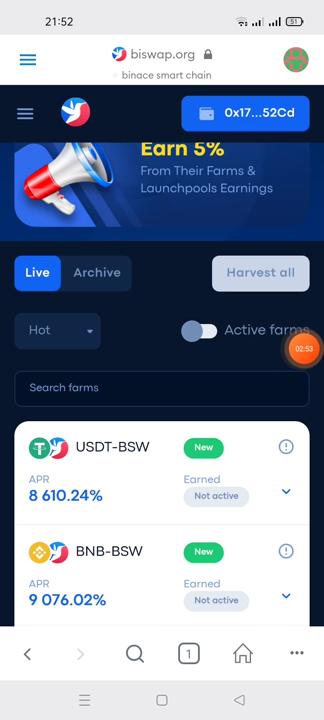 21:52
51
biswap.org
binace smart chain
0x17...52Cd
Earn 5%
From Their Farms &
Launchpools Earnings
Live
Archive
Harvest all
Hot
Active farms
02:53
Search farms
USDT-BSW
New
APR
Earned
8 610.24%
Not active
BNB-BSW
New
APR
Earned
9 076.02%
Not active
1